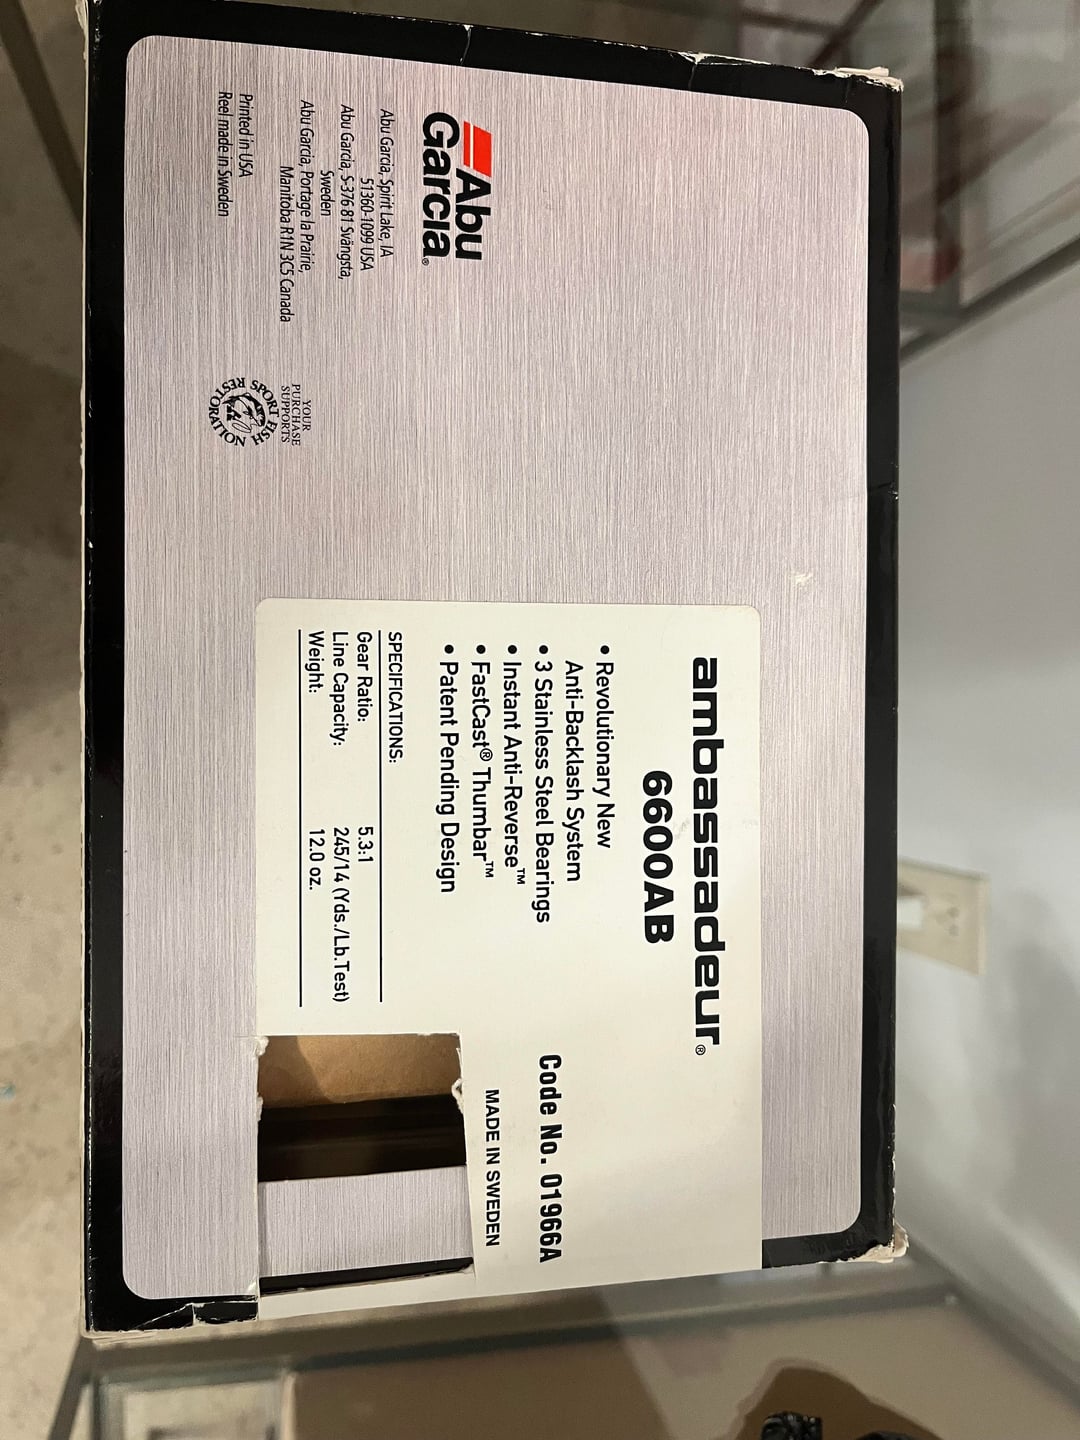 Abu
Garcia®
Abu Garcia, Spirit Lake, IA
51360-1099 USA
Abu Garcia, S-376 81 Svängsta,
Sweden
Abu Garcia, Portage la Prairie,
Manitoba R1N 3C5 Canada
Printed in USA
Reel made in Sweden
YOUR
PURCHASE
SUPPORTS
SPORT FISH
RESTORATION
ambassadeur®
6600AB
• Revolutionary New
Anti-Backlash System
• 3 Stainless Steel Bearings
• Instant Anti-Reverse™
• FastCast® Thumbar™
• Patent Pending Design
SPECIFICATIONS:
Gear Ratio: 5.3:1
Line Capacity: 245/14 (Yds./Lb.Test)
Weight: 12.0 oz.
Code No. 01966A
MADE IN SWEDEN